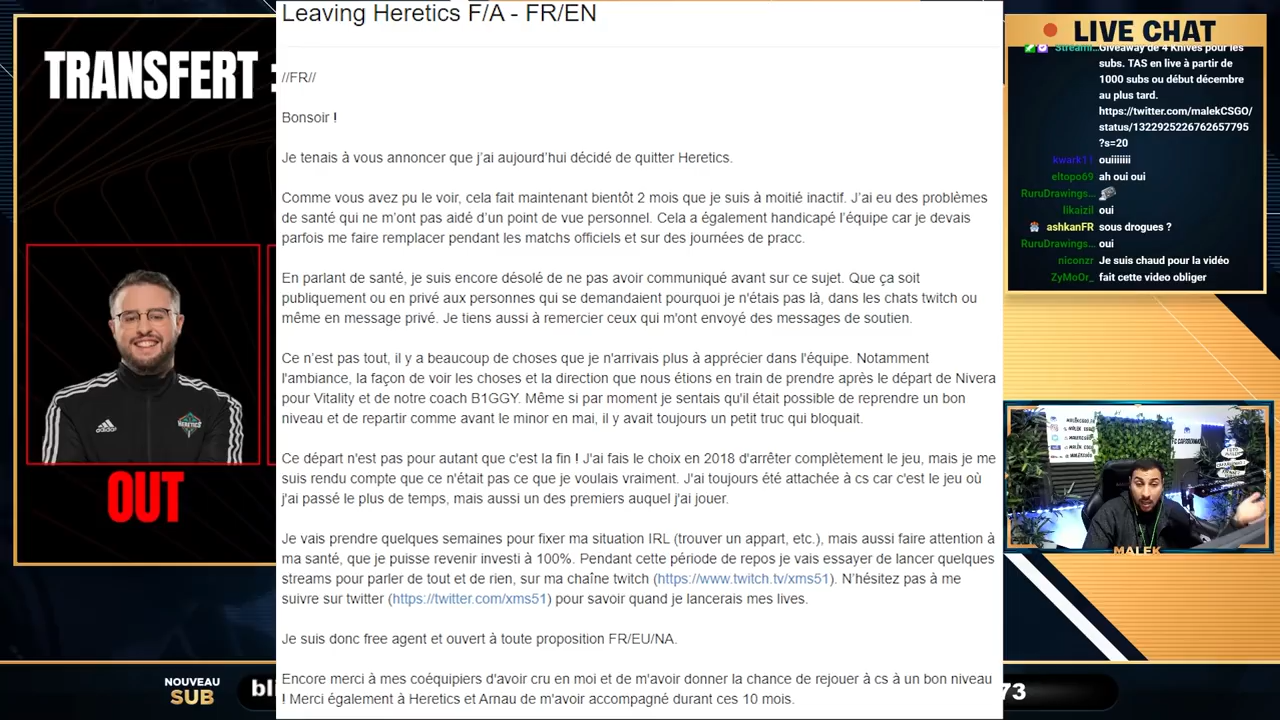 Leaving Heretics F/A - FR/EN
//FR//
Bonsoir !
Je tenais à vous annoncer que j’ai aujourd’hui décidé de quitter Heretics.
Comme vous avez pu le voir, cela fait maintenant bientôt 2 mois que je suis à moitié inactif. J’ai eu des problèmes
de santé qui ne m’ont pas aidé d’un point de vue personnel. Cela a également handicapé l’équipe car je devais
parfois me faire remplacer pendant les matchs officiels et sur des journées de pracc.
En parlant de santé, je suis encore désolé de ne pas avoir communiqué avant sur ce sujet. Que ça soit
publiquement ou en privé aux personnes qui se demandaient pourquoi je n'étais pas là, dans les chats twitch ou
même en message privé. Je tiens aussi à remercier ceux qui m'ont envoyé des messages de soutien.
Ce n’est pas tout, il y a beaucoup de choses que je n'arrivais plus à apprécier dans l'équipe. Notamment
l'ambiance, la façon de voir les choses et la direction que nous étions en train de prendre après le départ de Nivera
pour Vitality et de notre coach B1GGY. Même si par moment je sentais qu'il était possible de reprendre un bon
niveau et de repartir comme avant le minor en mai, il y avait toujours un petit truc qui bloquait.
Ce départ n'est pas pour autant que c'est la fin ! J'ai fais le choix en 2018 d'arrêter complètement le jeu, mais je me
suis rendu compte que ce n'était pas ce que je voulais vraiment. J'ai toujours été attachée à cs car c'est le jeu où
j'ai passé le plus de temps, mais aussi un des premiers auquel j'ai jouer.
Je vais prendre quelques semaines pour fixer ma situation IRL (trouver un appart, etc.), mais aussi faire attention à
ma santé, que je puisse revenir investi à 100%. Pendant cette période de repos je vais essayer de lancer quelques
streams pour parler de tout et de rien, sur ma chaîne twitch (https://www.twitch.tv/xms51). N’hésitez pas à me
suivre sur twitter (https://twitter.com/xms51) pour savoir quand je lancerais mes lives.
Je suis donc free agent et ouvert à toute proposition FR/EU/NA.
Encore merci à mes coéquipiers d'avoir cru en moi et de m'avoir donner la chance de rejouer à cs à un bon niveau
! Merci également à Heretics et Arnau de m'avoir accompagné durant ces 10 mois.
TRANSFERT :
adidas
HERETICS
OUT
LIVE CHAT
Streaml... Giveaway de 4 Knives pour les
subs. TAS en live à partir de
1000 subs ou début décembre
au plus tard.
https://twitter.com/malekCSGO/
status/1322925226762657795
?s=20
kwark11 ouiiiiiii
eltopo69 ah oui oui
RuruDrawings...
likaizil oui
ashkanFR sous drogues ?
RuruDrawings... oui
niconzr Je suis chaud pour la vidéo
ZyMoOr_ fait cette video obliger
MALEK
NOUVEAU
SUB
bl
73